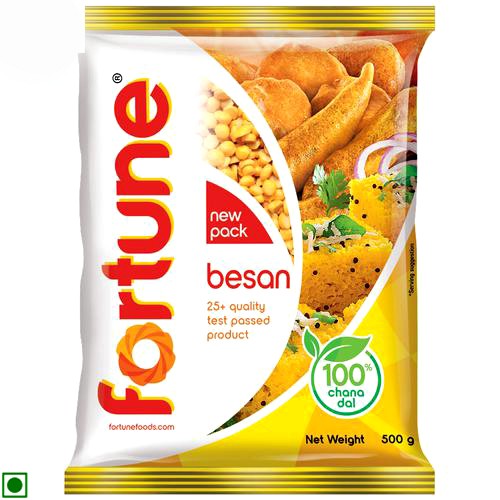 fortune®
new
pack
besan
25+ quality
test passed
product
*Serving suggestion
100%
chana
dal
fortunefoods.com
Net Weight 500 g